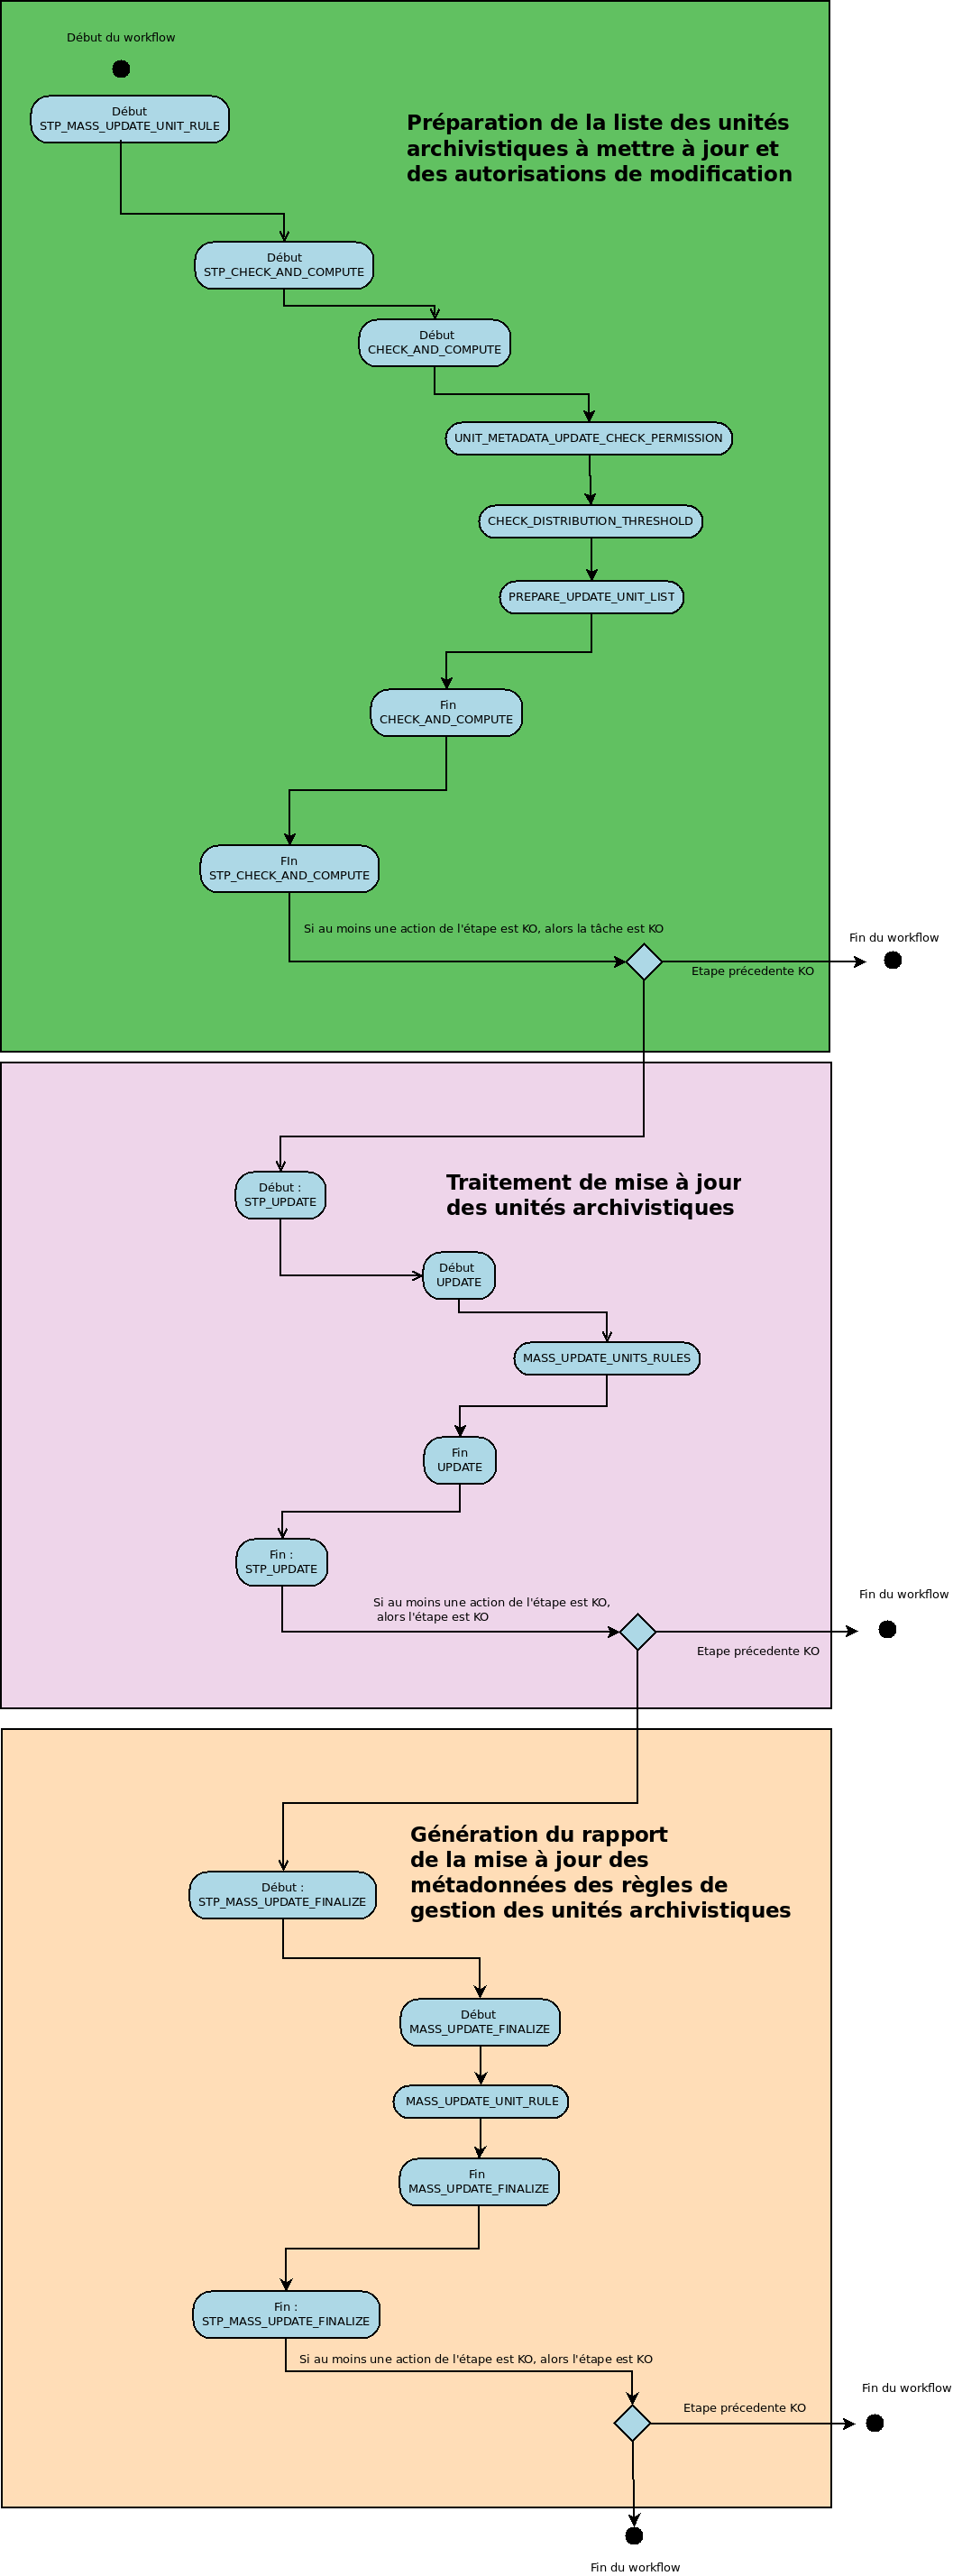 Début du workflow
Début
STP_MASS_UPDATE_UNIT_RULE
Préparation de la liste des unités
archivistiques à mettre à jour et
des autorisations de modification
Début
STP_CHECK_AND_COMPUTE
Début
CHECK_AND_COMPUTE
UNIT_METADATA_UPDATE_CHECK_PERMISSION
CHECK_DISTRIBUTION_THRESHOLD
PREPARE_UPDATE_UNIT_LIST
Fin
CHECK_AND_COMPUTE
FIn
STP_CHECK_AND_COMPUTE
Si au moins une action de l'étape est KO, alors la tâche est KO
Fin du workflow
Etape précedente KO
Début :
STP_UPDATE
Traitement de mise à jour
des unités archivistiques
Début
UPDATE
MASS_UPDATE_UNITS_RULES
Fin
UPDATE
Fin :
STP_UPDATE
Si au moins une action de l'étape est KO,
alors l'étape est KO
Fin du workflow
Etape précedente KO
Génération du rapport
de la mise à jour des
métadonnées des règles de
gestion des unités archivistiques
Début :
STP_MASS_UPDATE_FINALIZE
Début
MASS_UPDATE_FINALIZE
MASS_UPDATE_UNIT_RULE
Fin
MASS_UPDATE_FINALIZE
Fin :
STP_MASS_UPDATE_FINALIZE
Si au moins une action de l'étape est KO, alors l'étape est KO
Fin du workflow
Etape précedente KO
Fin du workflow